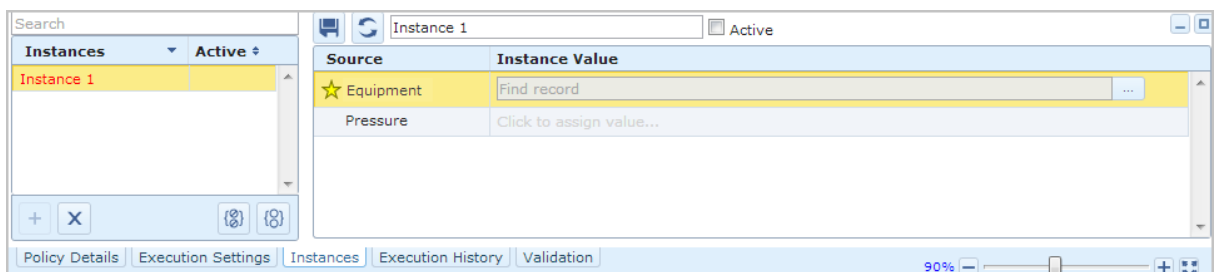 Search
Instances Active
Instance 1
Instance 1 Active
Source Instance Value
Equipment Find record ...
Pressure Click to assign value...
Policy Details Execution Settings Instances Execution History Validation
90%